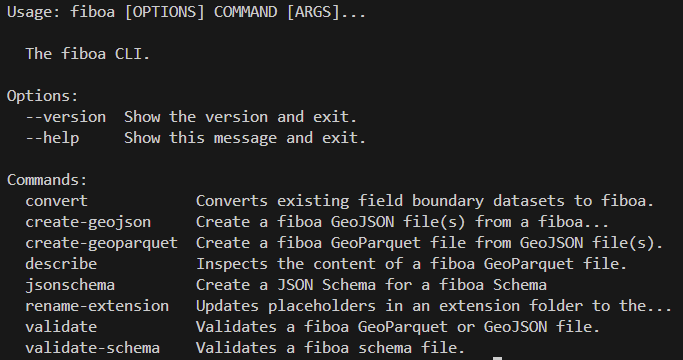 Usage: fiboa [OPTIONS] COMMAND [ARGS]...
The fiboa CLI.
Options:
--version  Show the version and exit.
--help     Show this message and exit.
Commands:
convert             Converts existing field boundary datasets to fiboa.
create-geojson      Create a fiboa GeoJSON file(s) from a fiboa...
create-geoparquet   Create a fiboa GeoParquet file from GeoJSON file(s).
describe            Inspects the content of a fiboa GeoParquet file.
jsonschema          Create a JSON Schema for a fiboa Schema
rename-extension    Updates placeholders in an extension folder to the...
validate            Validates a fiboa GeoParquet or GeoJSON file.
validate-schema     Validates a fiboa schema file.